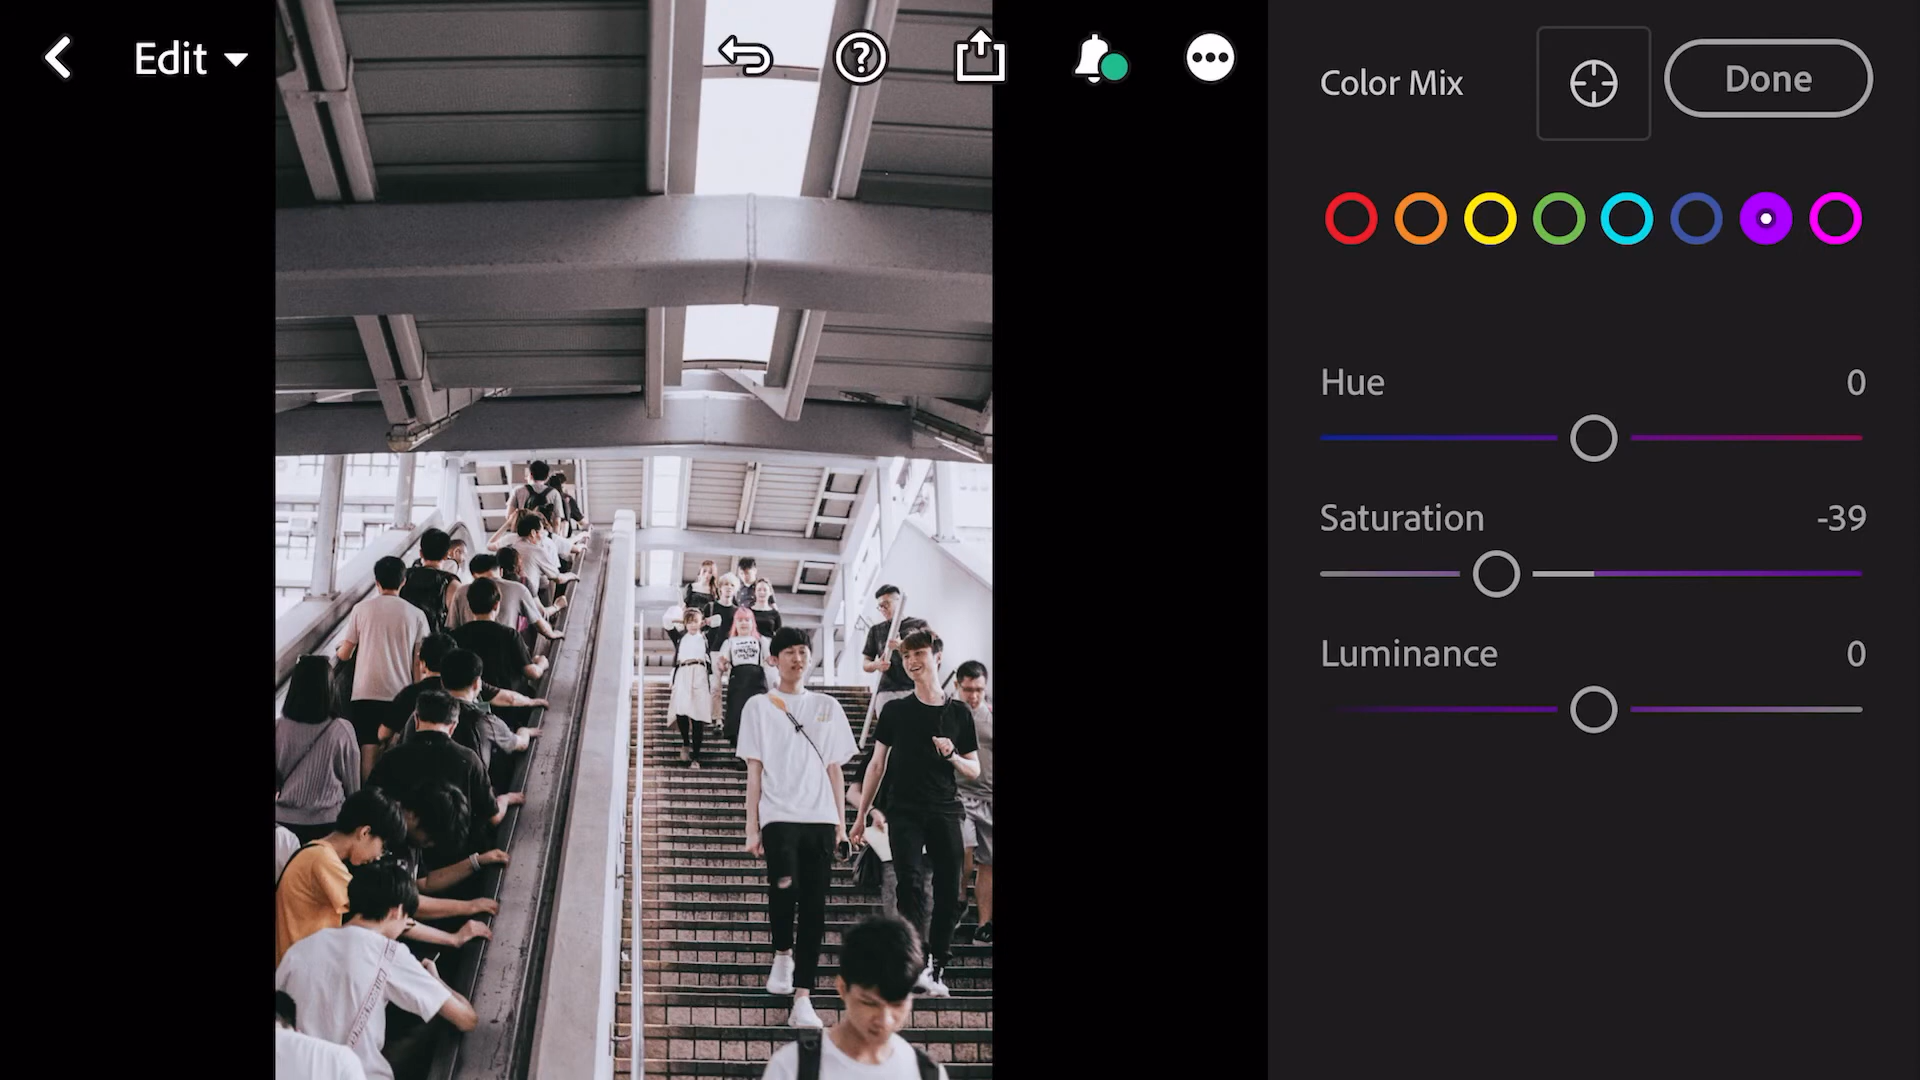 Edit
Color Mix
Done
Hue 0
Saturation -39
Luminance 0